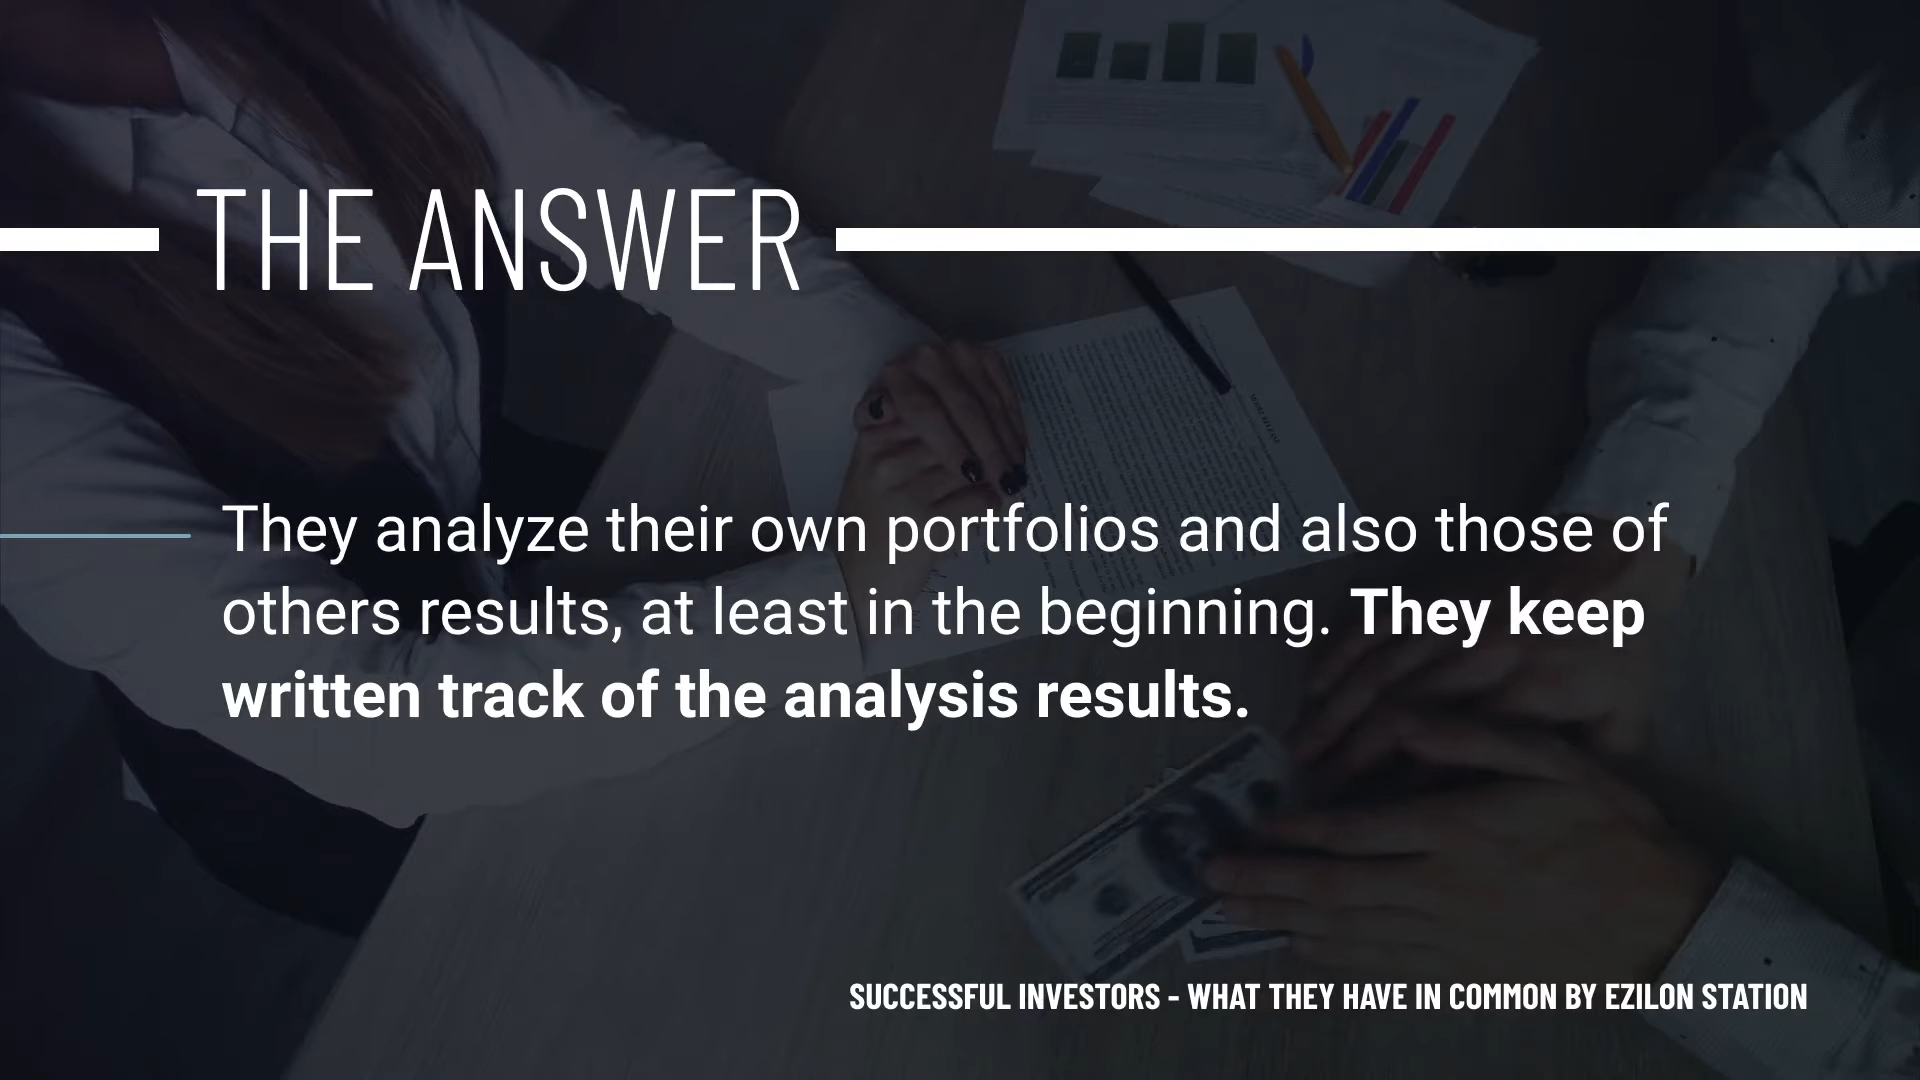 THE ANSWER
They analyze their own portfolios and also those of
others results, at least in the beginning. They keep
written track of the analysis results.
SUCCESSFUL INVESTORS - WHAT THEY HAVE IN COMMON BY EZILON STATION